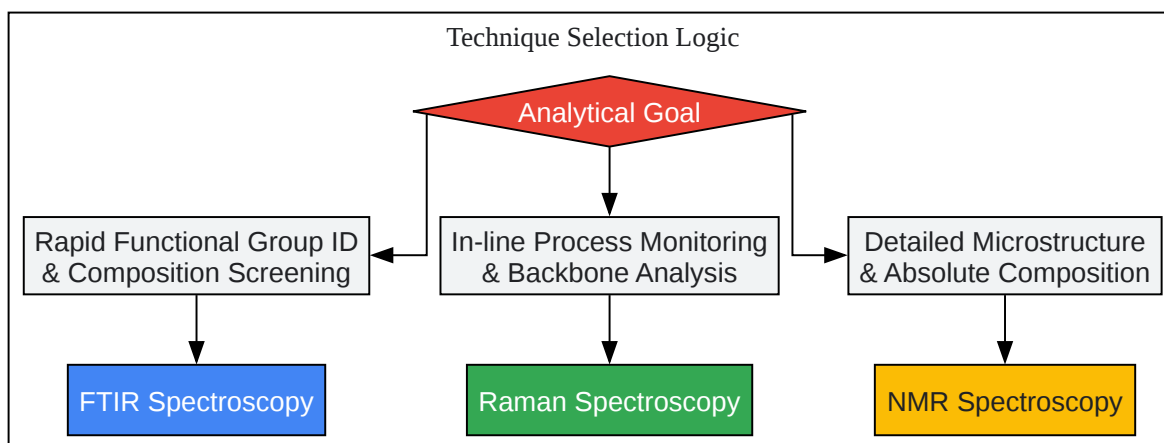 Technique Selection Logic
Analytical Goal
Rapid Functional Group ID
& Composition Screening
In-line Process Monitoring
& Backbone Analysis
Detailed Microstructure
& Absolute Composition
FTIR Spectroscopy
Raman Spectroscopy
NMR Spectroscopy